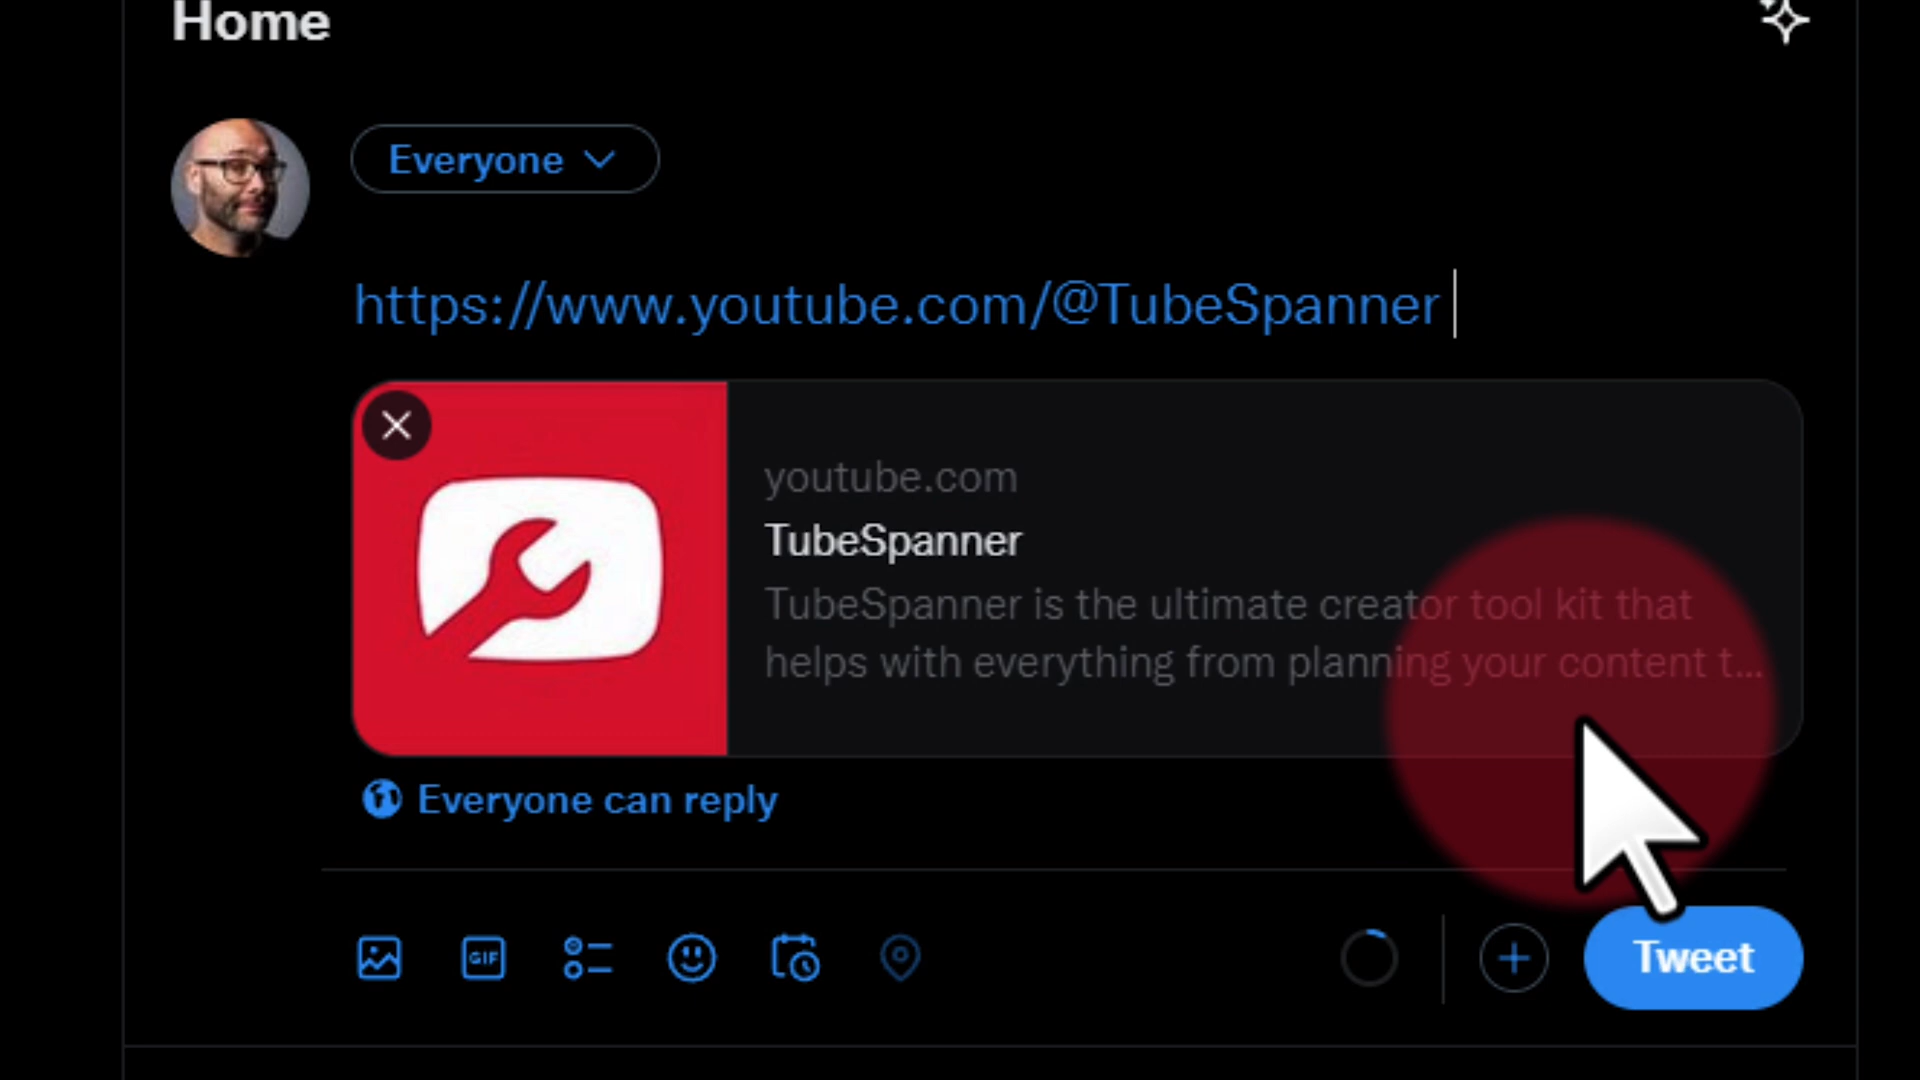 Home
Everyone
https://www.youtube.com/@TubeSpanner
youtube.com
TubeSpanner
TubeSpanner is the ultimate creator tool kit that
helps with everything from planning your content t...
Everyone can reply
GIF
Tweet